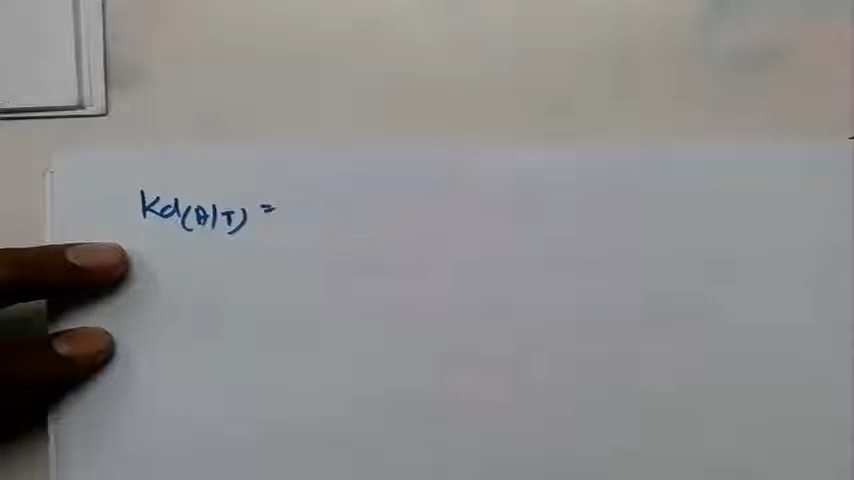 Kd(A|T) =